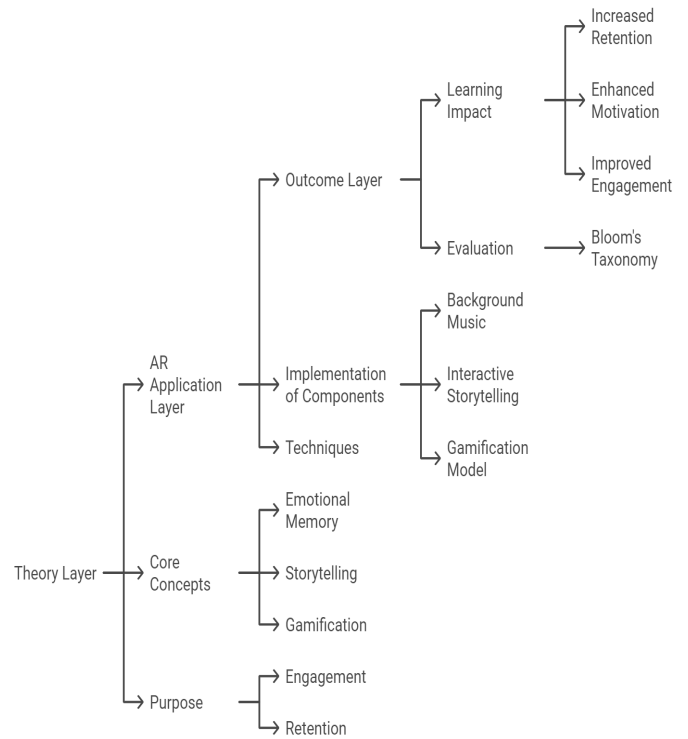 Increased
Retention
Learning
Impact
Enhanced
Motivation
Improved
Engagement
Outcome Layer
Evaluation
Bloom's
Taxonomy
Background
Music
AR
Application
Layer
Implementation
of Components
Interactive
Storytelling
Techniques
Gamification
Model
Emotional
Memory
Theory Layer
Core
Concepts
Storytelling
Gamification
Purpose
Engagement
Retention